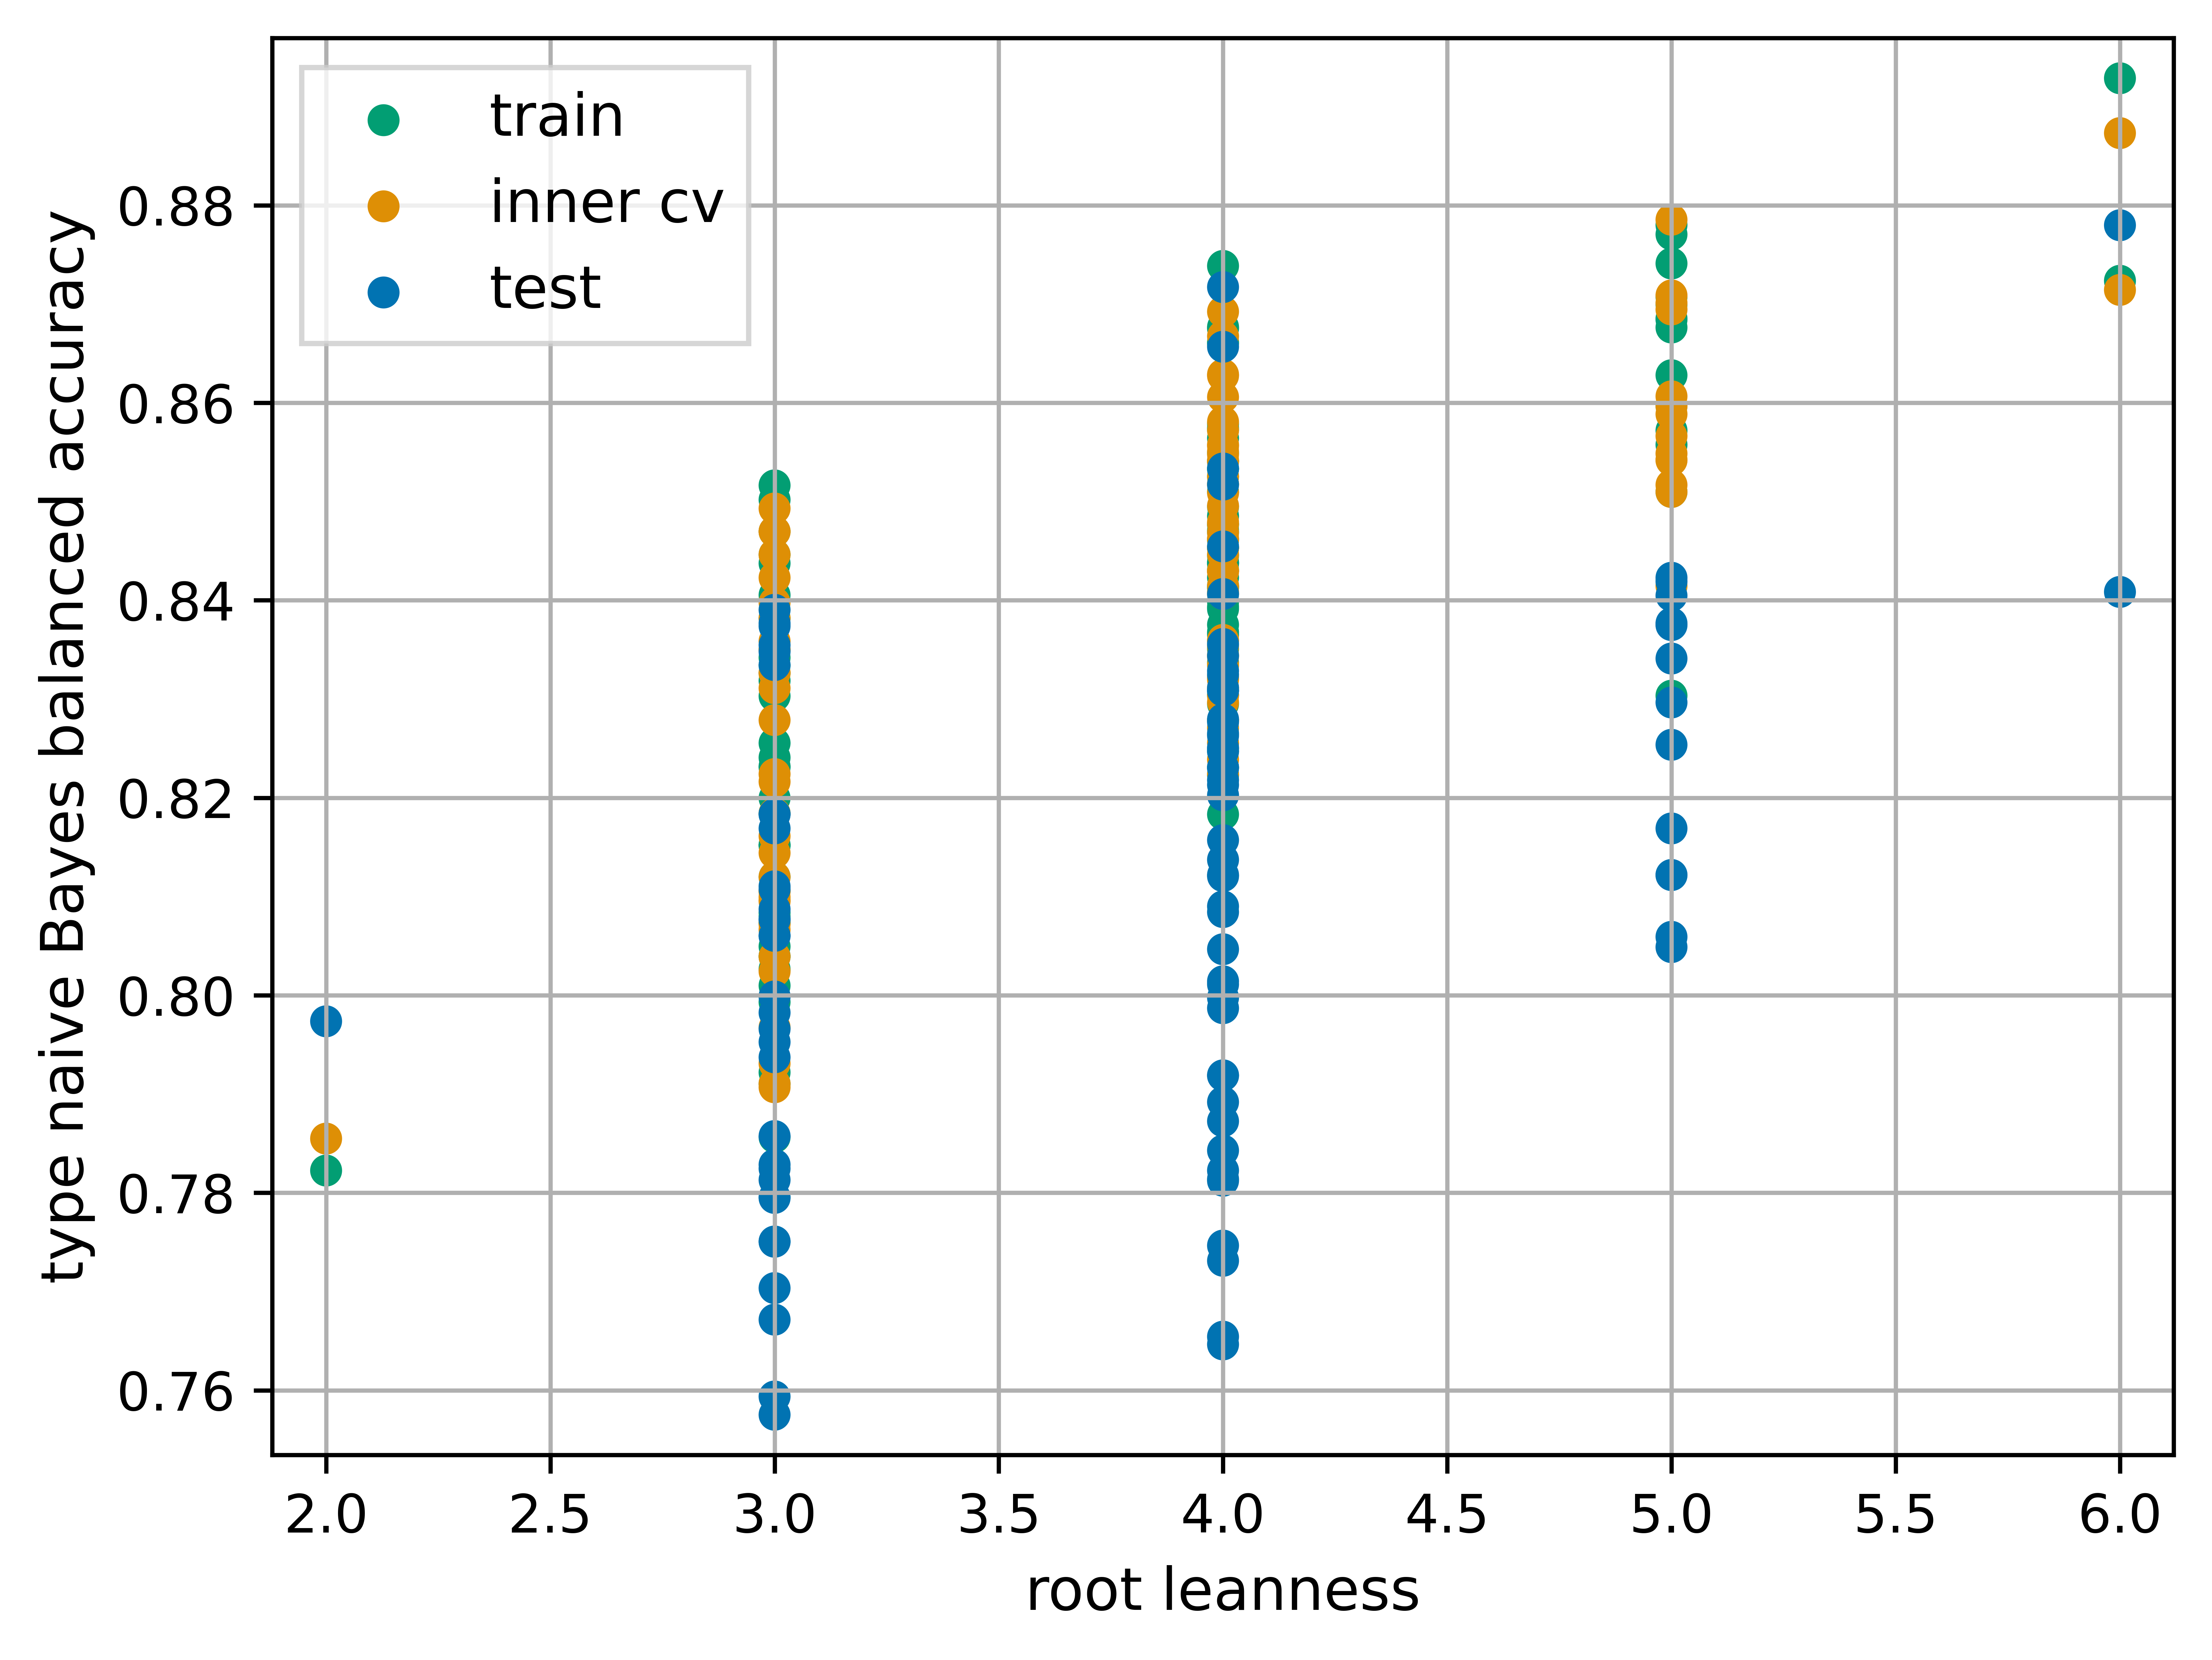 train
inner cv
test
0.88
0.86
0.84
0.82
0.80
0.78
0.76
type naive Bayes balanced accuracy
2.0 2.5 3.0 3.5 4.0 4.5 5.0 5.5 6.0
root leanness